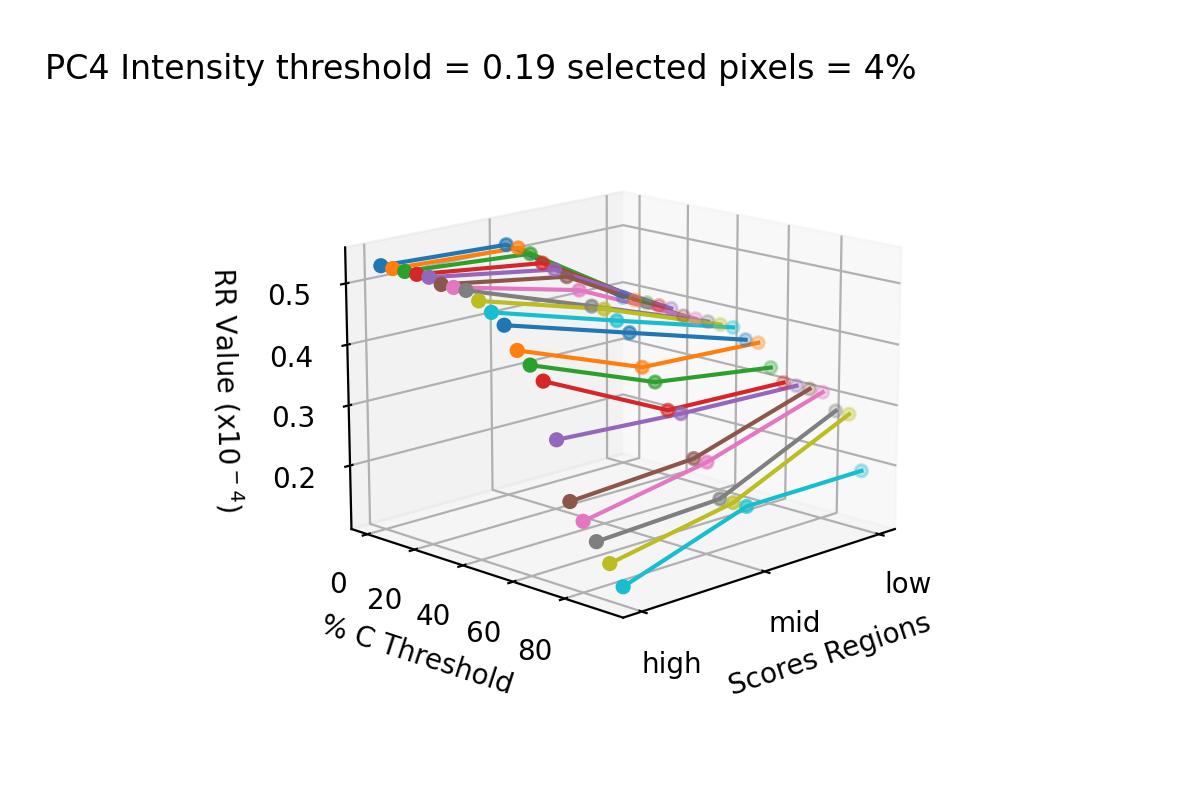 PC4 Intensity threshold = 0.19 selected pixels = 4%
RR Value (x10⁻⁴)
0.5
0.4
0.3
0.2
0
20
40
60
80
% C Threshold
high
mid
low
Scores Regions